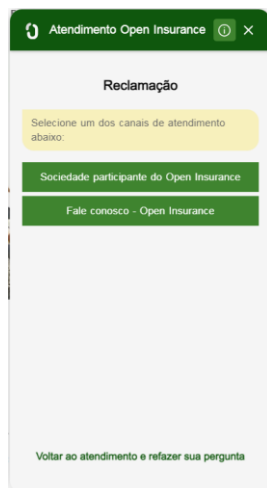 Atendimento Open Insurance
Reclamação
Selecione um dos canais de atendimento
abaixo:
Sociedade participante do Open Insurance
Fale conosco - Open Insurance
Voltar ao atendimento e refazer sua pergunta